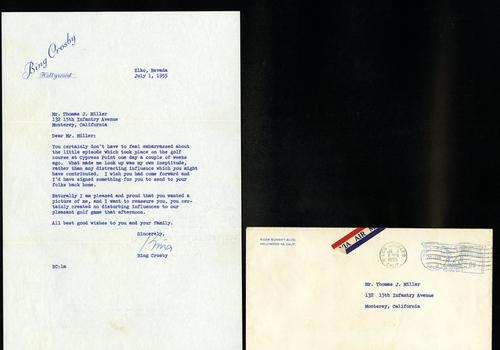 Bing Crosby
Hollywood
Elko, Nevada
July 1, 1955
Mr. Thomas J. Miller
132 15th Infantry Avenue
Monterey, California
Dear Mr. Miller:
You certainly don't have to feel embarrassed about
the little episode which took place on the golf
course at Cypress Point one day a couple of weeks
ago. What made me look up was my own ineptitude,
rather than any distracting influence which you might
have contributed. I wish you had come forward and
I'd have signed something for you to send to your
folks back home.
Naturally I am pleased and proud that you wanted a
picture of me, and I want to reassure you, you cer-
tainly created no disturbing influences to our
pleasant golf game that afternoon.
All best good wishes to you and your family.
Sincerely,
Bing
Bing Crosby
BC:lm
SUNSET BLVD.
HOLLYWOOD 46, CALIF.
VIA AIR
1955
CALIF.
Mr. Thomas J. Miller
132 15th Infantry Avenue
Monterey, California